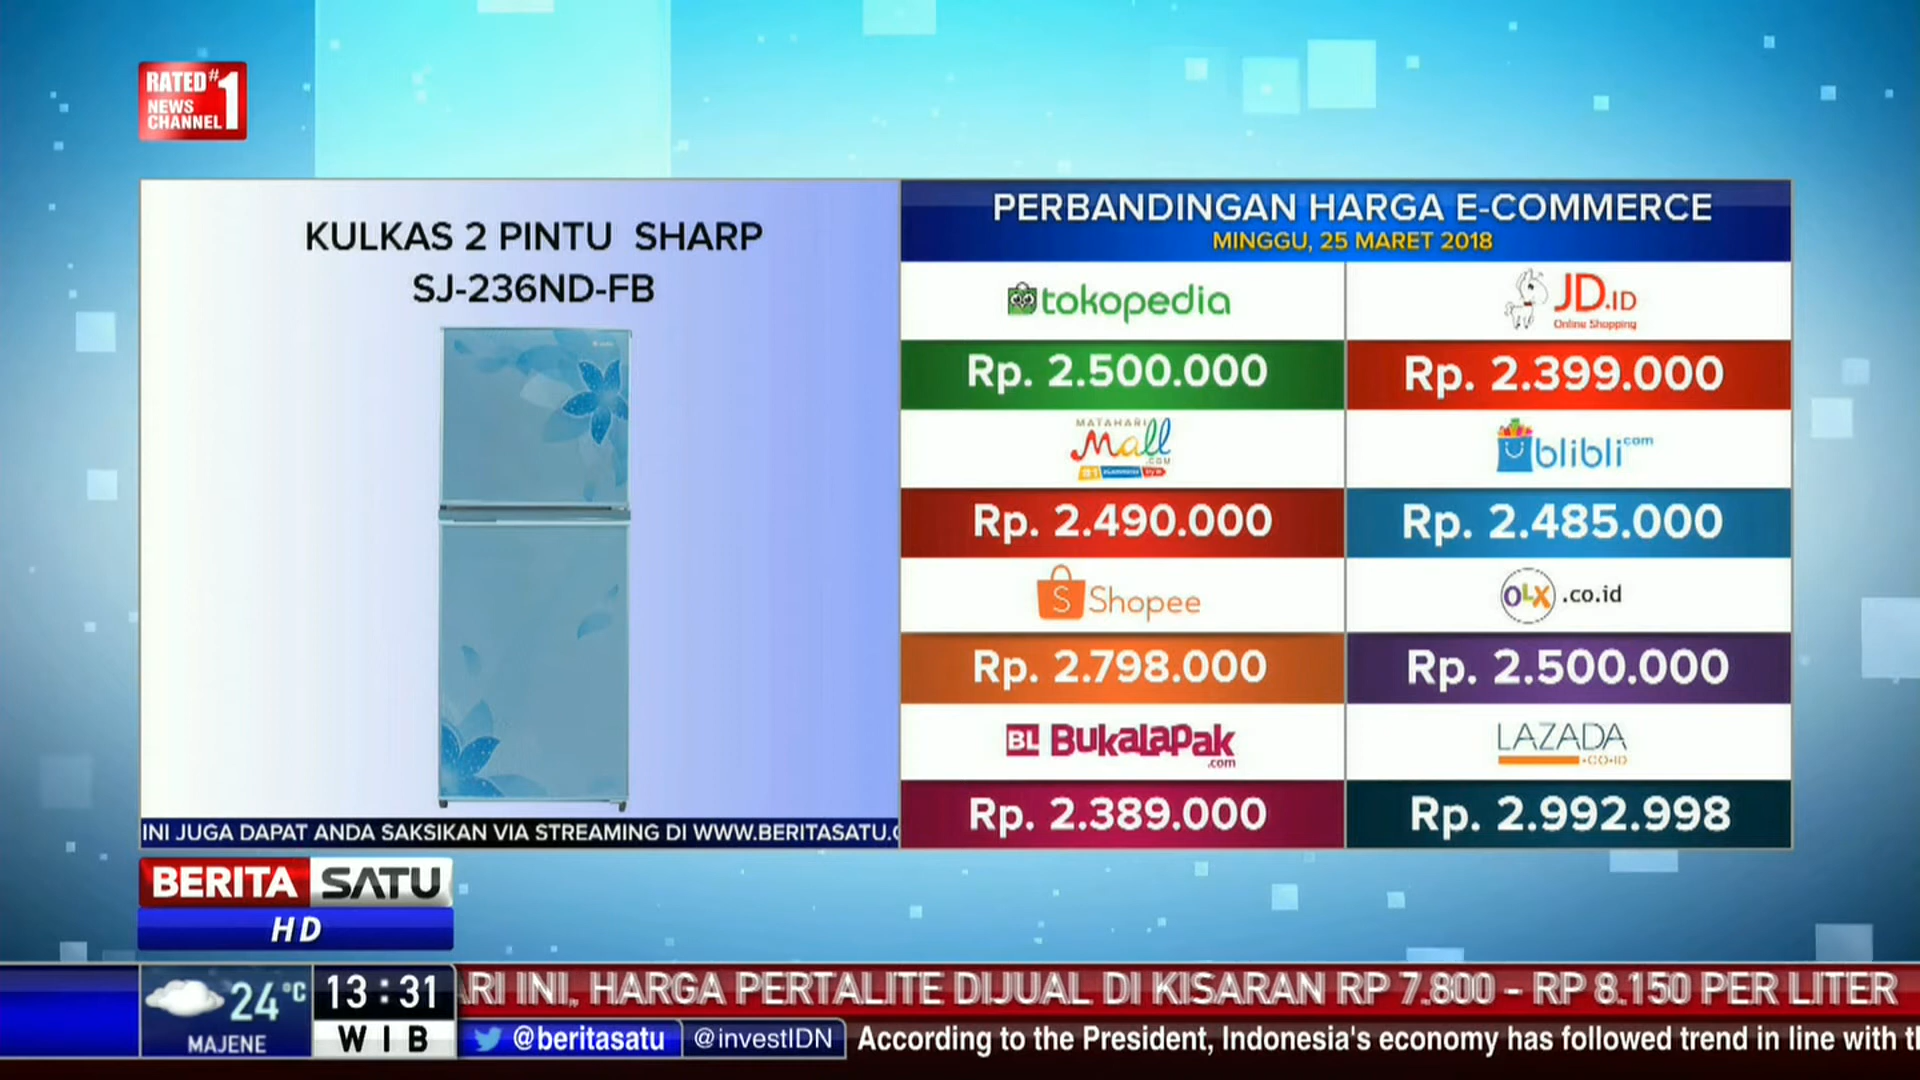 RATED #1
NEWS
CHANNEL
KULKAS 2 PINTU SHARP
SJ-236ND-FB
PERBANDINGAN HARGA E-COMMERCE
MINGGU, 25 MARET 2018
tokopedia
JD.ID
Online Shopping
Rp. 2.500.000
Rp. 2.399.000
MATAHARI
Mall
.COM
blibli.com
Rp. 2.490.000
Rp. 2.485.000
Shopee
OLX.co.id
Rp. 2.798.000
Rp. 2.500.000
BL BukaLaPak
.com
LAZADA
.CO.ID
Rp. 2.389.000
Rp. 2.992.998
INI JUGA DAPAT ANDA SAKSIKAN VIA STREAMING DI WWW.BERITASATU.
BERITA SATU
HD
24°C
MAJENE
13:31
WIB
RI INI, HARGA PERTALITE DIJUAL DI KISARAN RP 7.800 - RP 8.150 PER LITER
@beritasatu @investIDN According to the President, Indonesia's economy has followed trend in line with